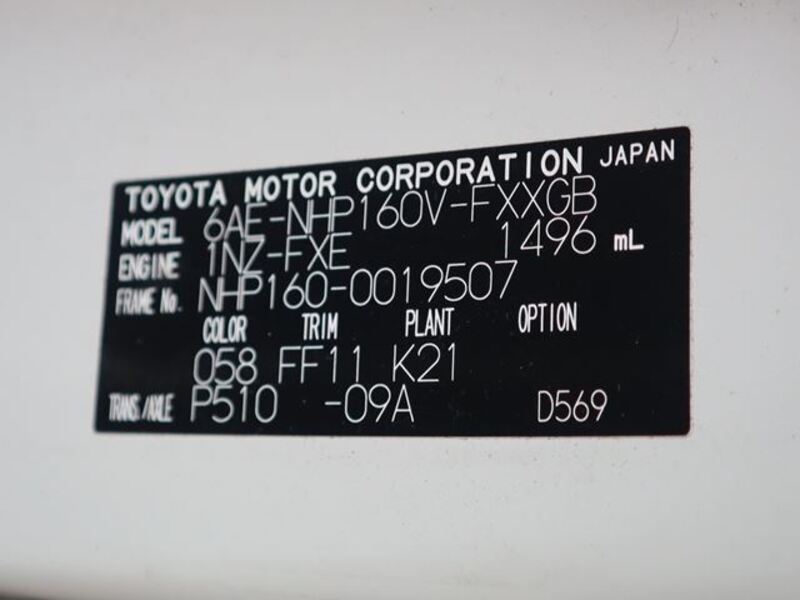 TOYOTA MOTOR CORPORATION JAPAN
MODEL 6AE-NHP160V-FXXGB
ENGINE 1NZ-FXE 1496 mL
FRAME No. NHP160-0019507
COLOR TRIM PLANT OPTION
058 FF11 K21
TRANS./AXLE P510 -09A D569